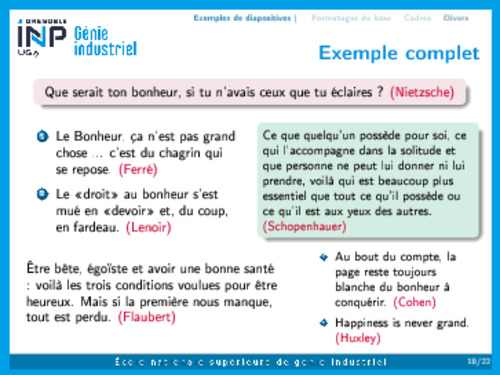 Exemples de diapositives | Formatages de base Cadres Divers
GRENOBLE
INP
UGA
Génie
industriel
Exemple complet
Que serait ton bonheur, si tu n'avais ceux que tu éclaires ? (Nietzsche)
1 Le Bonheur, ça n'est pas grand
chose ... c'est du chagrin qui
se repose. (Ferré)
2 Le «droit» au bonheur s'est
mué en «devoir» et, du coup,
en fardeau. (Lenoir)
Ce que quelqu'un possède pour soi, ce
qui l'accompagne dans la solitude et
que personne ne peut lui donner ni lui
prendre, voilà qui est beaucoup plus
essentiel que tout ce qu'il possède ou
ce qu'il est aux yeux des autres.
(Schopenhauer)
Être bête, égoïste et avoir une bonne santé
: voilà les trois conditions voulues pour être
heureux. Mais si la première nous manque,
tout est perdu. (Flaubert)
Au bout du compte, la
page reste toujours
blanche du bonheur à
conquérir. (Cohen)
Happiness is never grand.
(Huxley)
École nationale supérieure de génie industriel
18/22